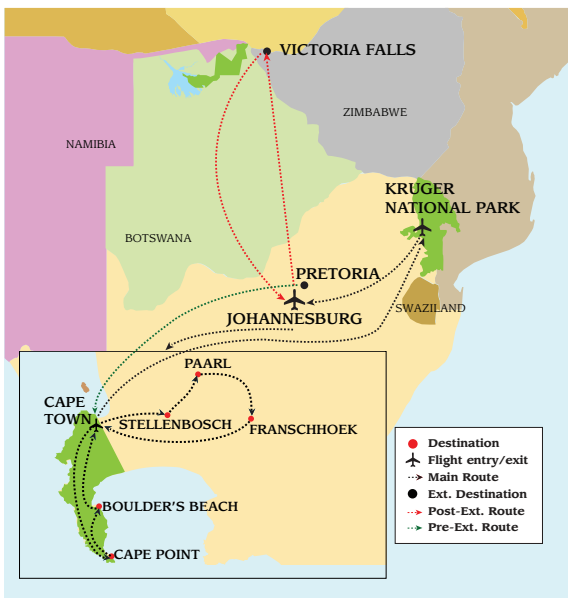 VICTORIA FALLS
ZIMBABWE
NAMIBIA
KRUGER
NATIONAL PARK
BOTSWANA
PRETORIA
SWAZILAND
JOHANNESBURG
PAARL
CAPE
TOWN
STELLENBOSCH
FRANSCHHOEK
BOULDER'S BEACH
CAPE POINT
Destination
Flight entry/exit
Main Route
Ext. Destination
Post-Ext. Route
Pre-Ext. Route